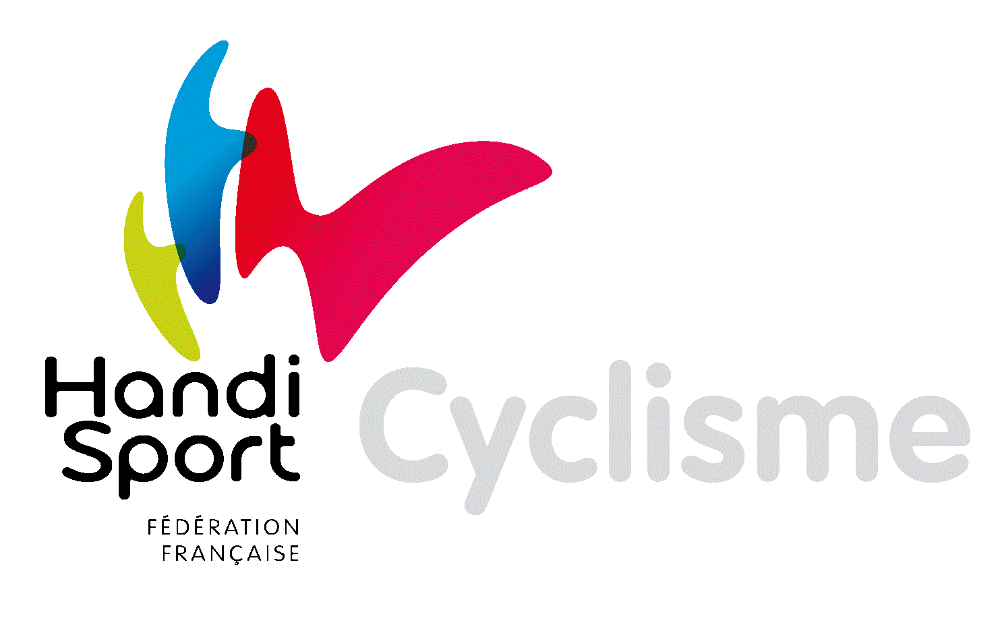 Handi
Sport
Cyclisme
FÉDÉRATION
FRANÇAISE